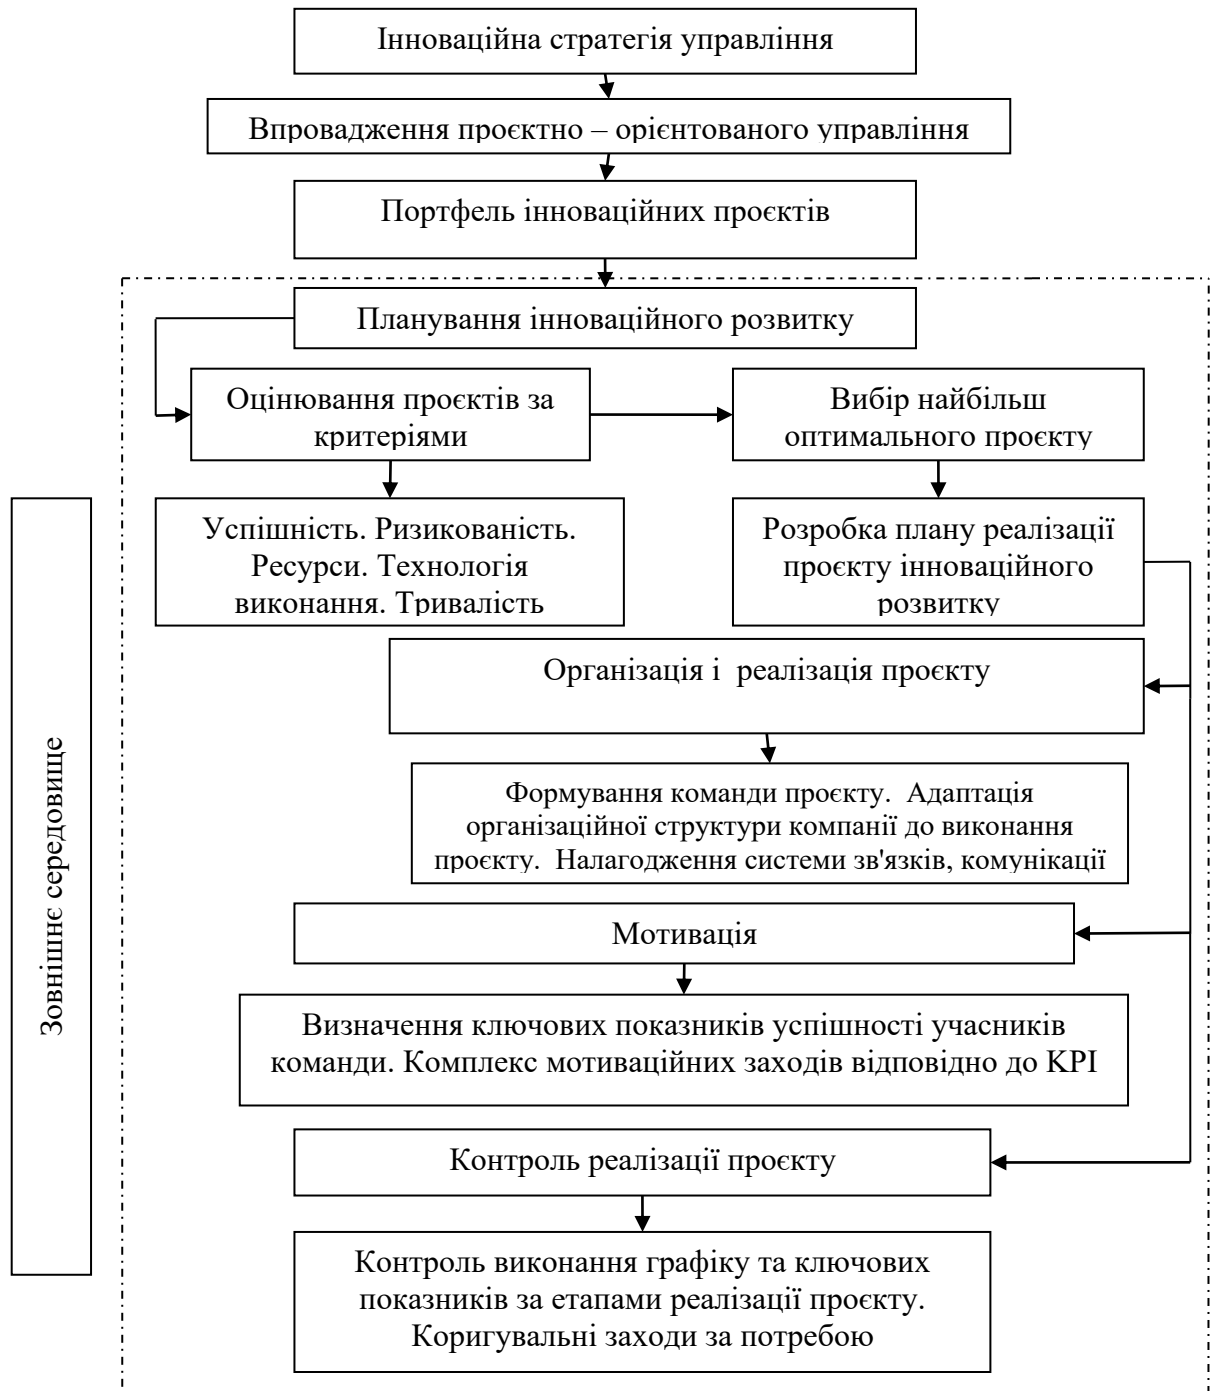 Інноваційна стратегія управління
Впровадження проєктно – орієнтованого управління
Портфель інноваційних проєктів
Планування інноваційного розвитку
Оцінювання проєктів за
критеріями
Вибір найбільш
оптимального проєкту
Успішність. Ризикованість.
Ресурси. Технологія
виконання. Тривалість
Розробка плану реалізації
проєкту інноваційного
розвитку
Організація і  реалізація проєкту
Формування команди проєкту.  Адаптація
організаційної структури компанії до виконання
проєкту.  Налагодження системи зв'язків, комунікації
Мотивація
Визначення ключових показників успішності учасників
команди. Комплекс мотиваційних заходів відповідно до KPI
Контроль реалізації проєкту
Контроль виконання графіку та ключових
показників за етапами реалізації проєкту.
Коригувальні заходи за потребою
Зовнішнє середовище